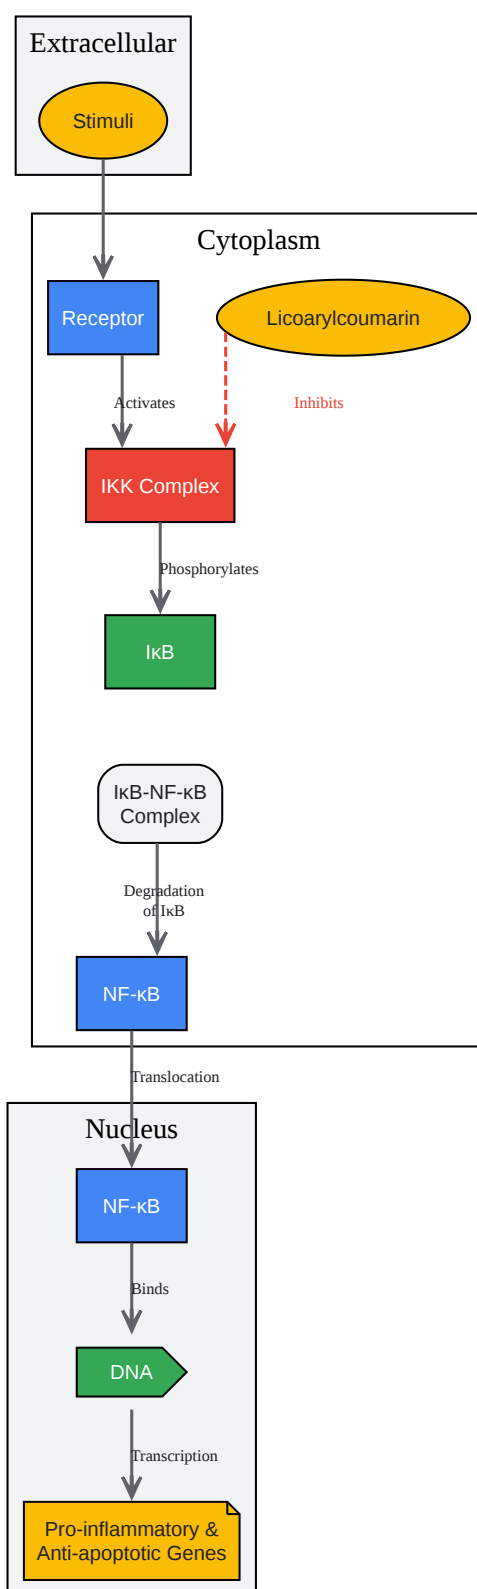 Extracellular
Stimuli
Cytoplasm
Receptor
Licoarylcoumarin
Activates
Inhibits
IKK Complex
Phosphorylates
IκB
IκB-NF-κB
Complex
Degradation
of IκB
NF-κB
Translocation
Nucleus
NF-κB
Binds
DNA
Transcription
Pro-inflammatory &
Anti-apoptotic Genes